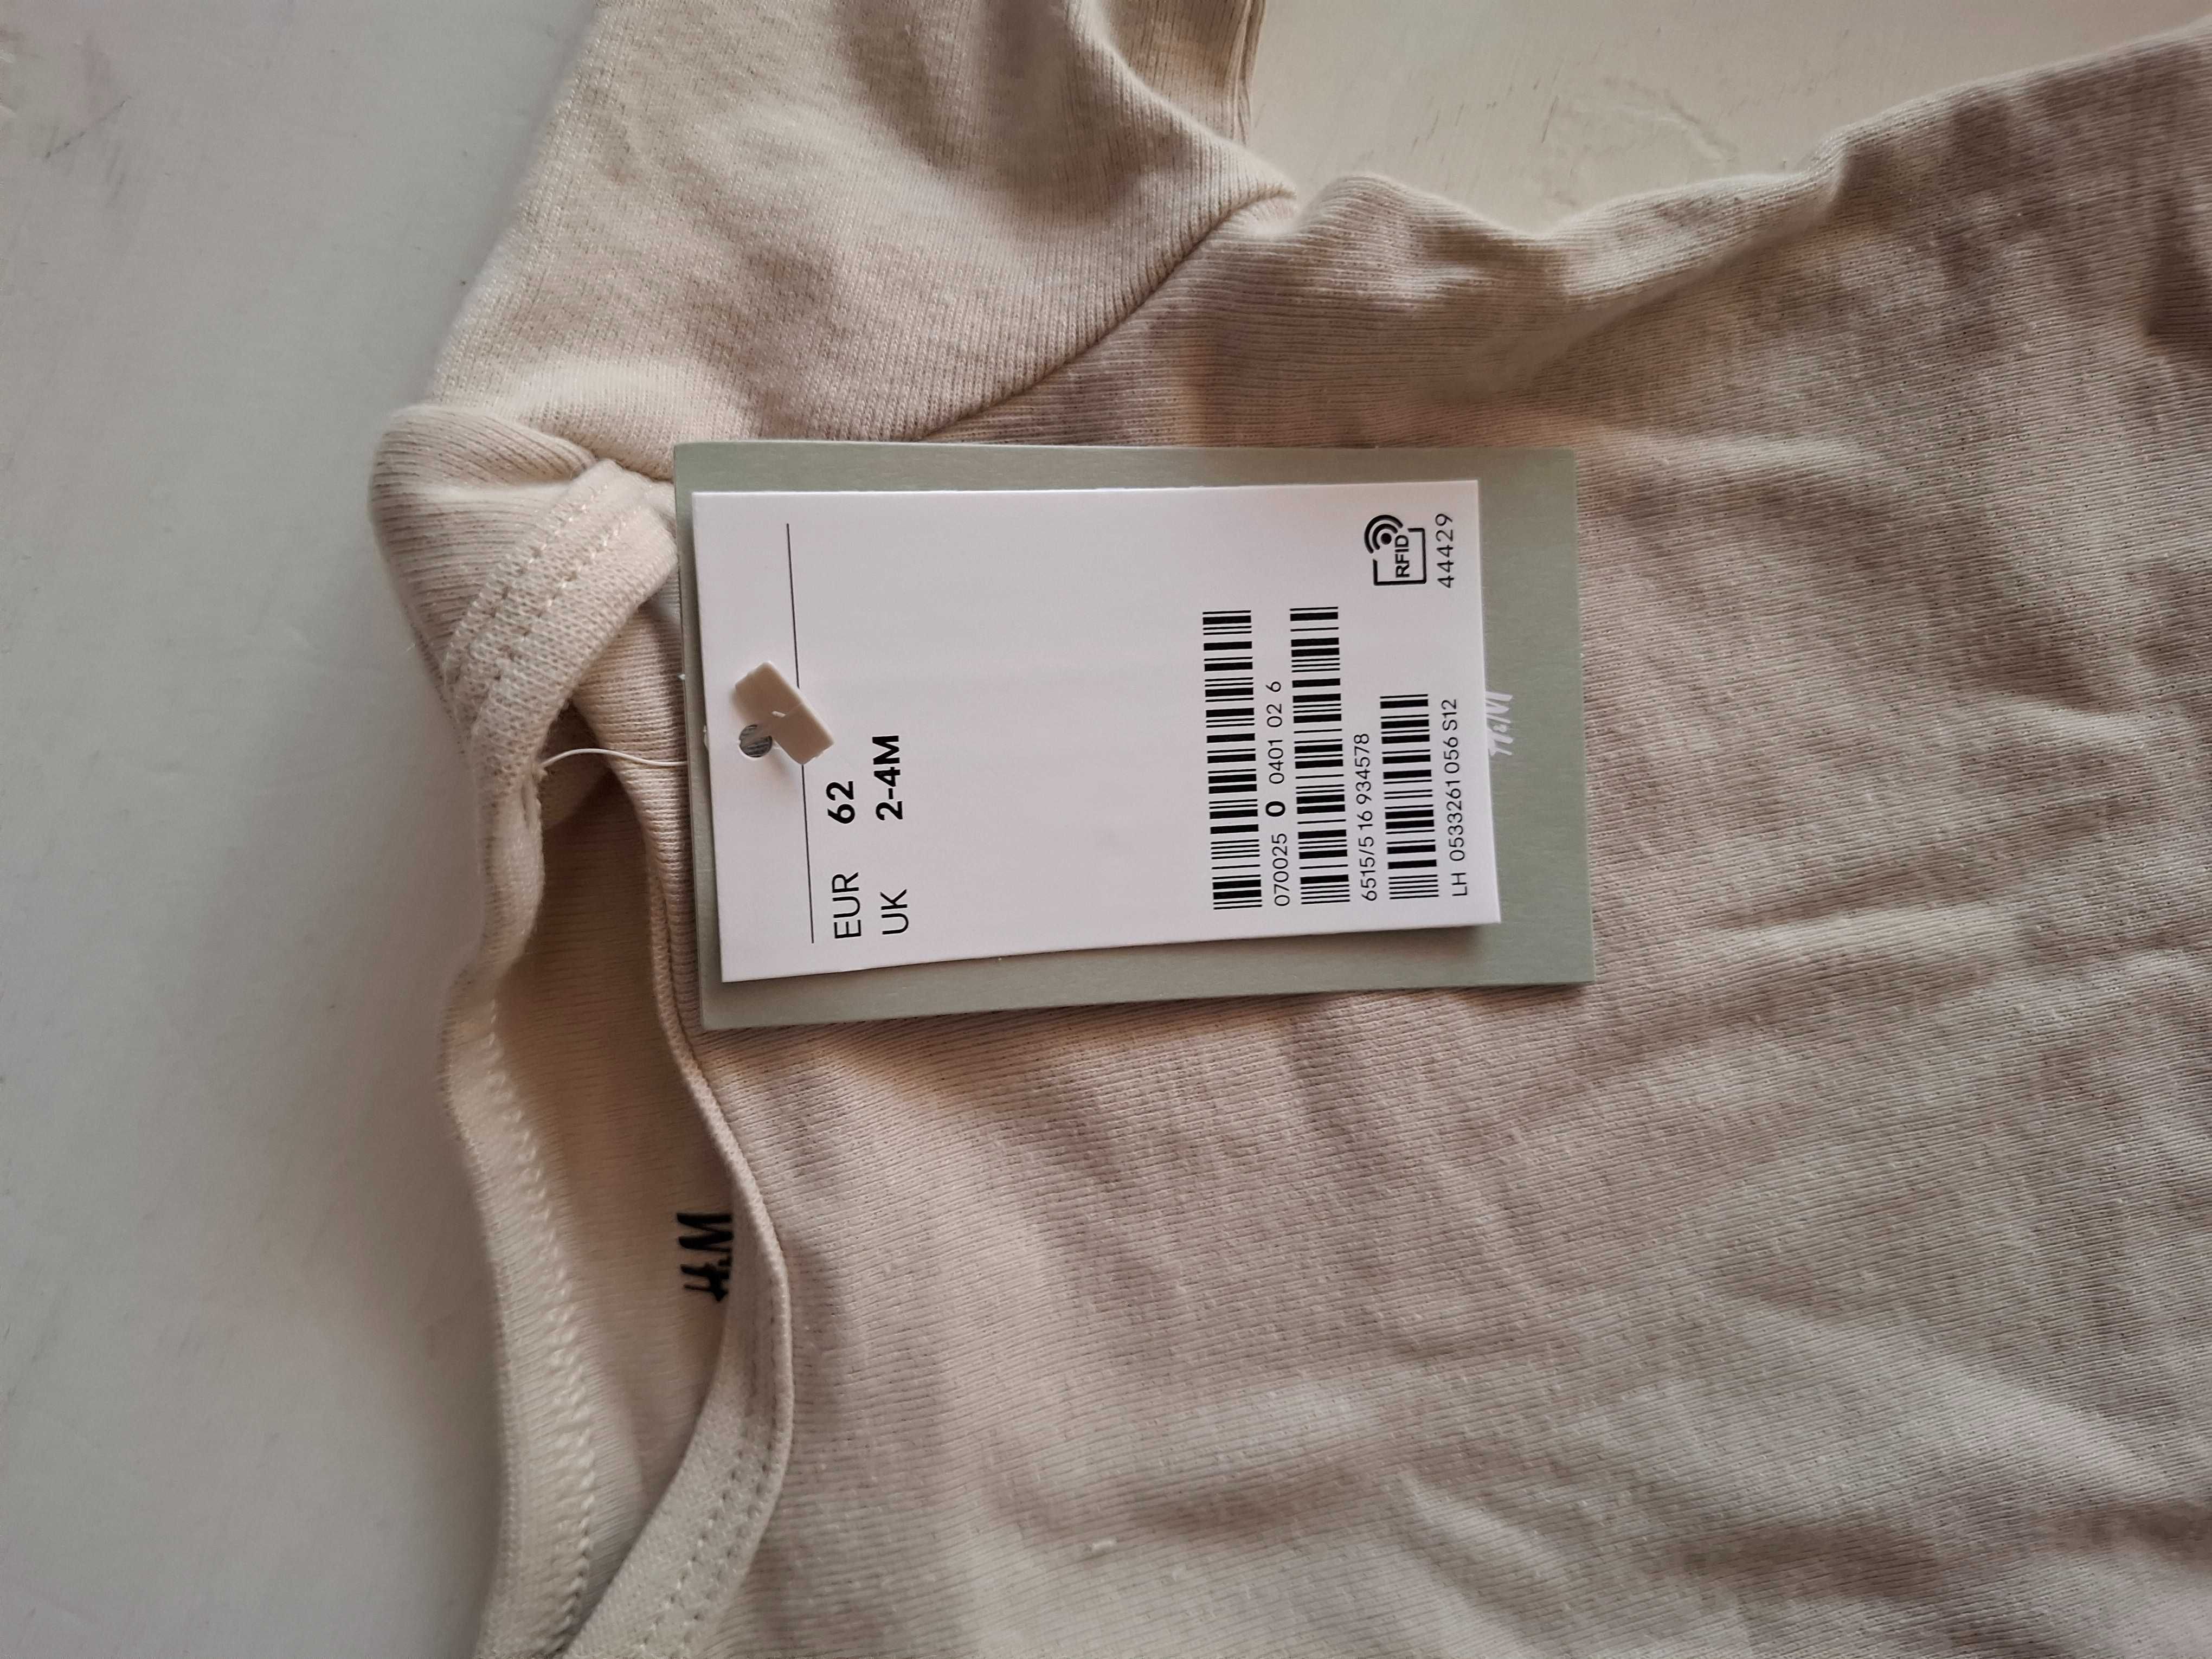 EUR 62
UK 2-4M
070025 0 0401 02 6
6515/5 16 934578
LH 0533261 056 S12
RFID
44429
H&M
H&M